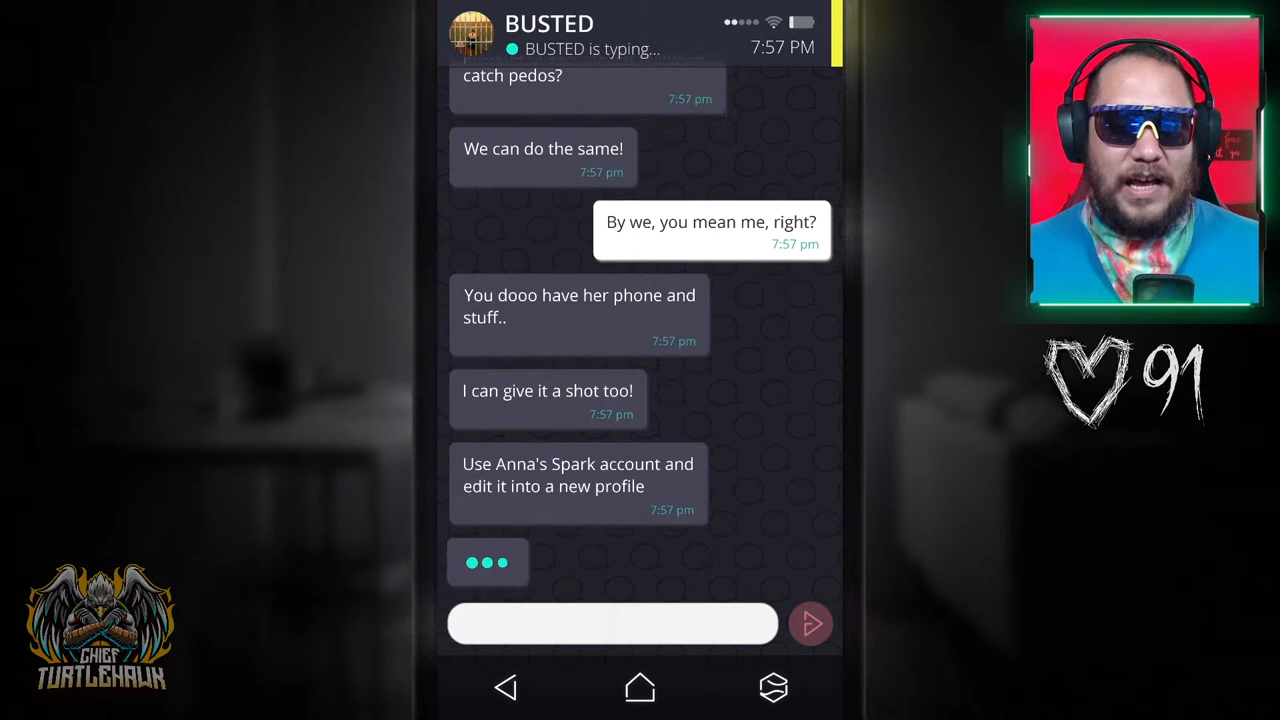 BUSTED
BUSTED is typing...
7:57 PM
catch pedos?
7:57 pm
We can do the same!
7:57 pm
By we, you mean me, right?
7:57 pm
You dooo have her phone and
stuff..
7:57 pm
I can give it a shot too!
7:57 pm
Use Anna's Spark account and
edit it into a new profile
7:57 pm
91
CHIEF
TURTLEHAWK